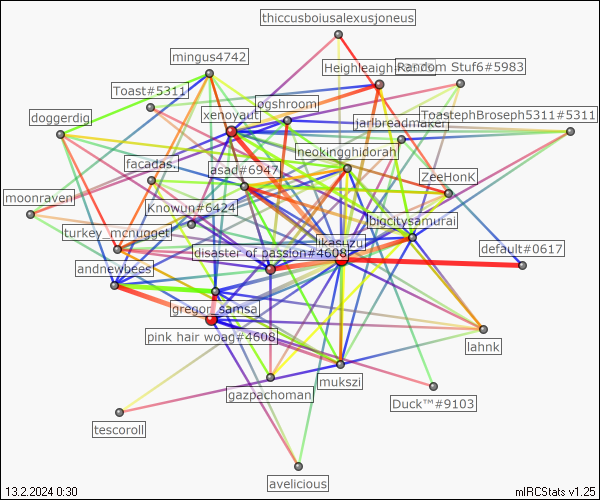 thiccusboiusalexusjoneus
mingus4742
Random Stuf6#5983
Toast#5311
ogshroom
xenoyaut
ToastephBroseph5311#5311
doggerdig
jarlbreadmaker
neokingghidorah
facadas.
asad#6947
ZeeHonK
moonraven
Knowun#6424
bigcitysamurai
turkey_mcnugget
likasuzu
disaster of passion#4608
default#0617
andnewbees
gregor_samsa
pink hair woag#4608
lahnk
mukszi
gazpachoman
Duck™#9103
tescoroll
avelicious
13.2.2024 0:30
mIRCStats v1.25